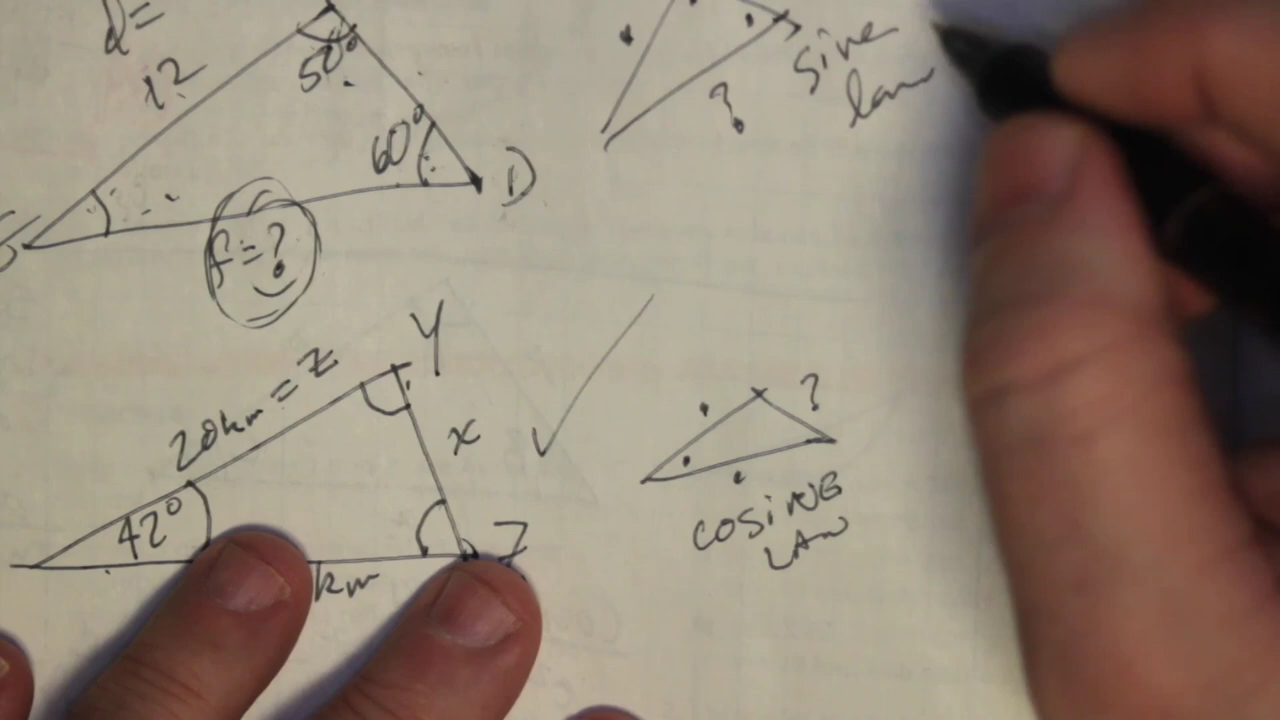 d=
12
50°
60°
D
f=?
?
sine
law
Y
20km = z
x
42°
Z
km
?
COSINE
LAW